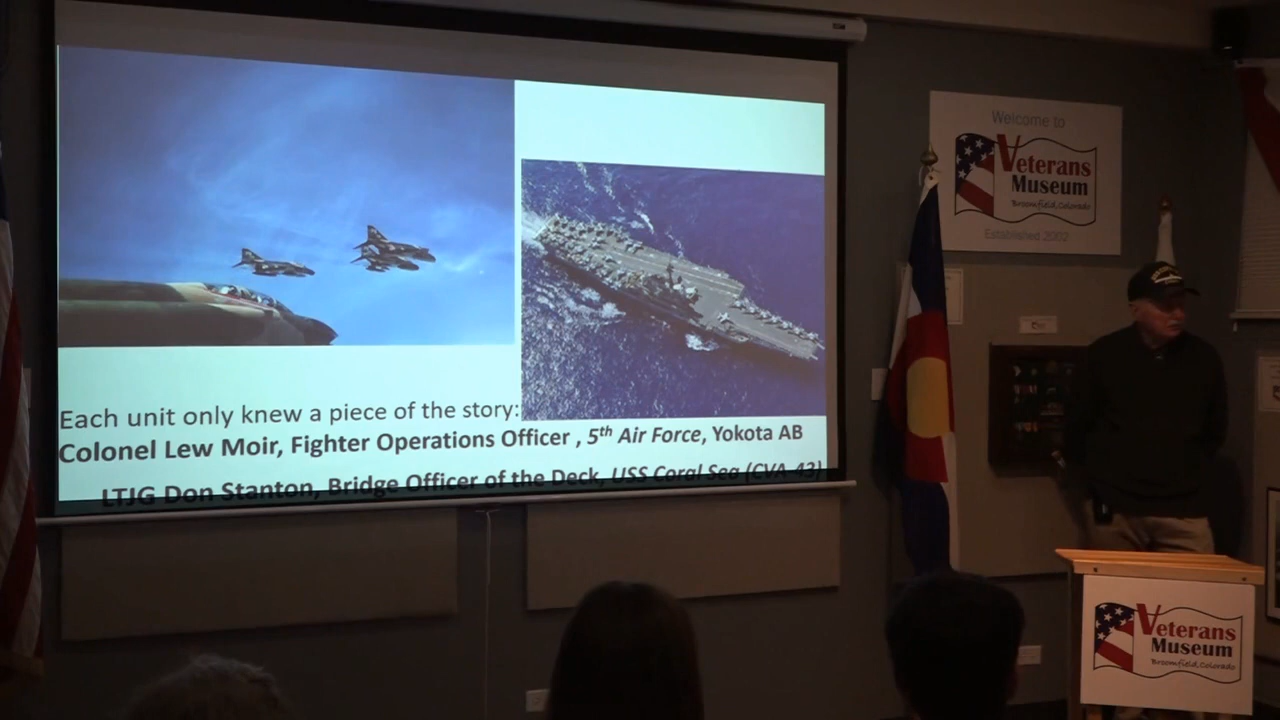 Each unit only knew a piece of the story:
Colonel Lew Moir, Fighter Operations Officer , 5th Air Force, Yokota AB
LTJG Don Stanton, Bridge Officer of the Deck, USS Coral Sea (CVA-43)
Welcome to
Veterans
Museum
Broomfield, Colorado
Established 2002
Veterans
Museum
Broomfield, Colorado